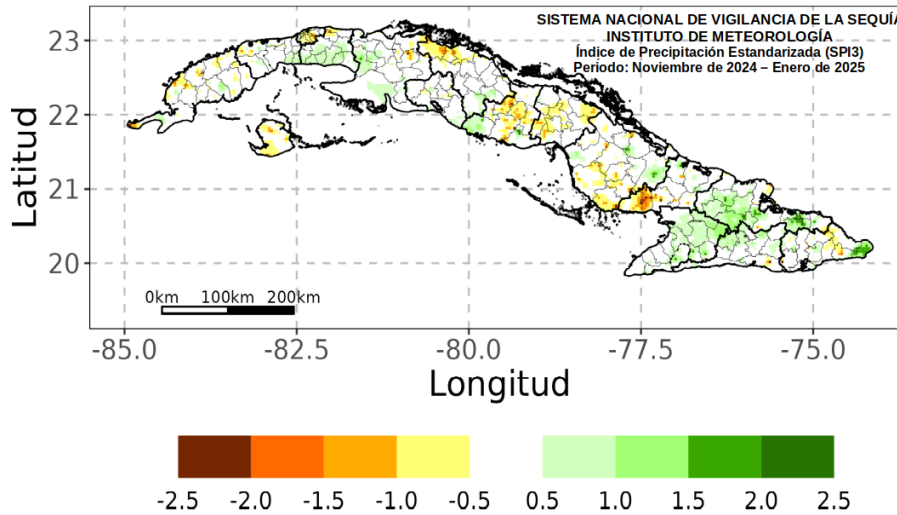 SISTEMA NACIONAL DE VIGILANCIA DE LA SEQUÍA
INSTITUTO DE METEOROLOGÍA
Índice de Precipitación Estandarizada (SPI3)
Periodo: Noviembre de 2024 – Enero de 2025
23
22
21
20
Latitud
0km 100km 200km
-85.0 -82.5 -80.0 -77.5 -75.0
Longitud
-2.5 -2.0 -1.5 -1.0 -0.5 0.5 1.0 1.5 2.0 2.5